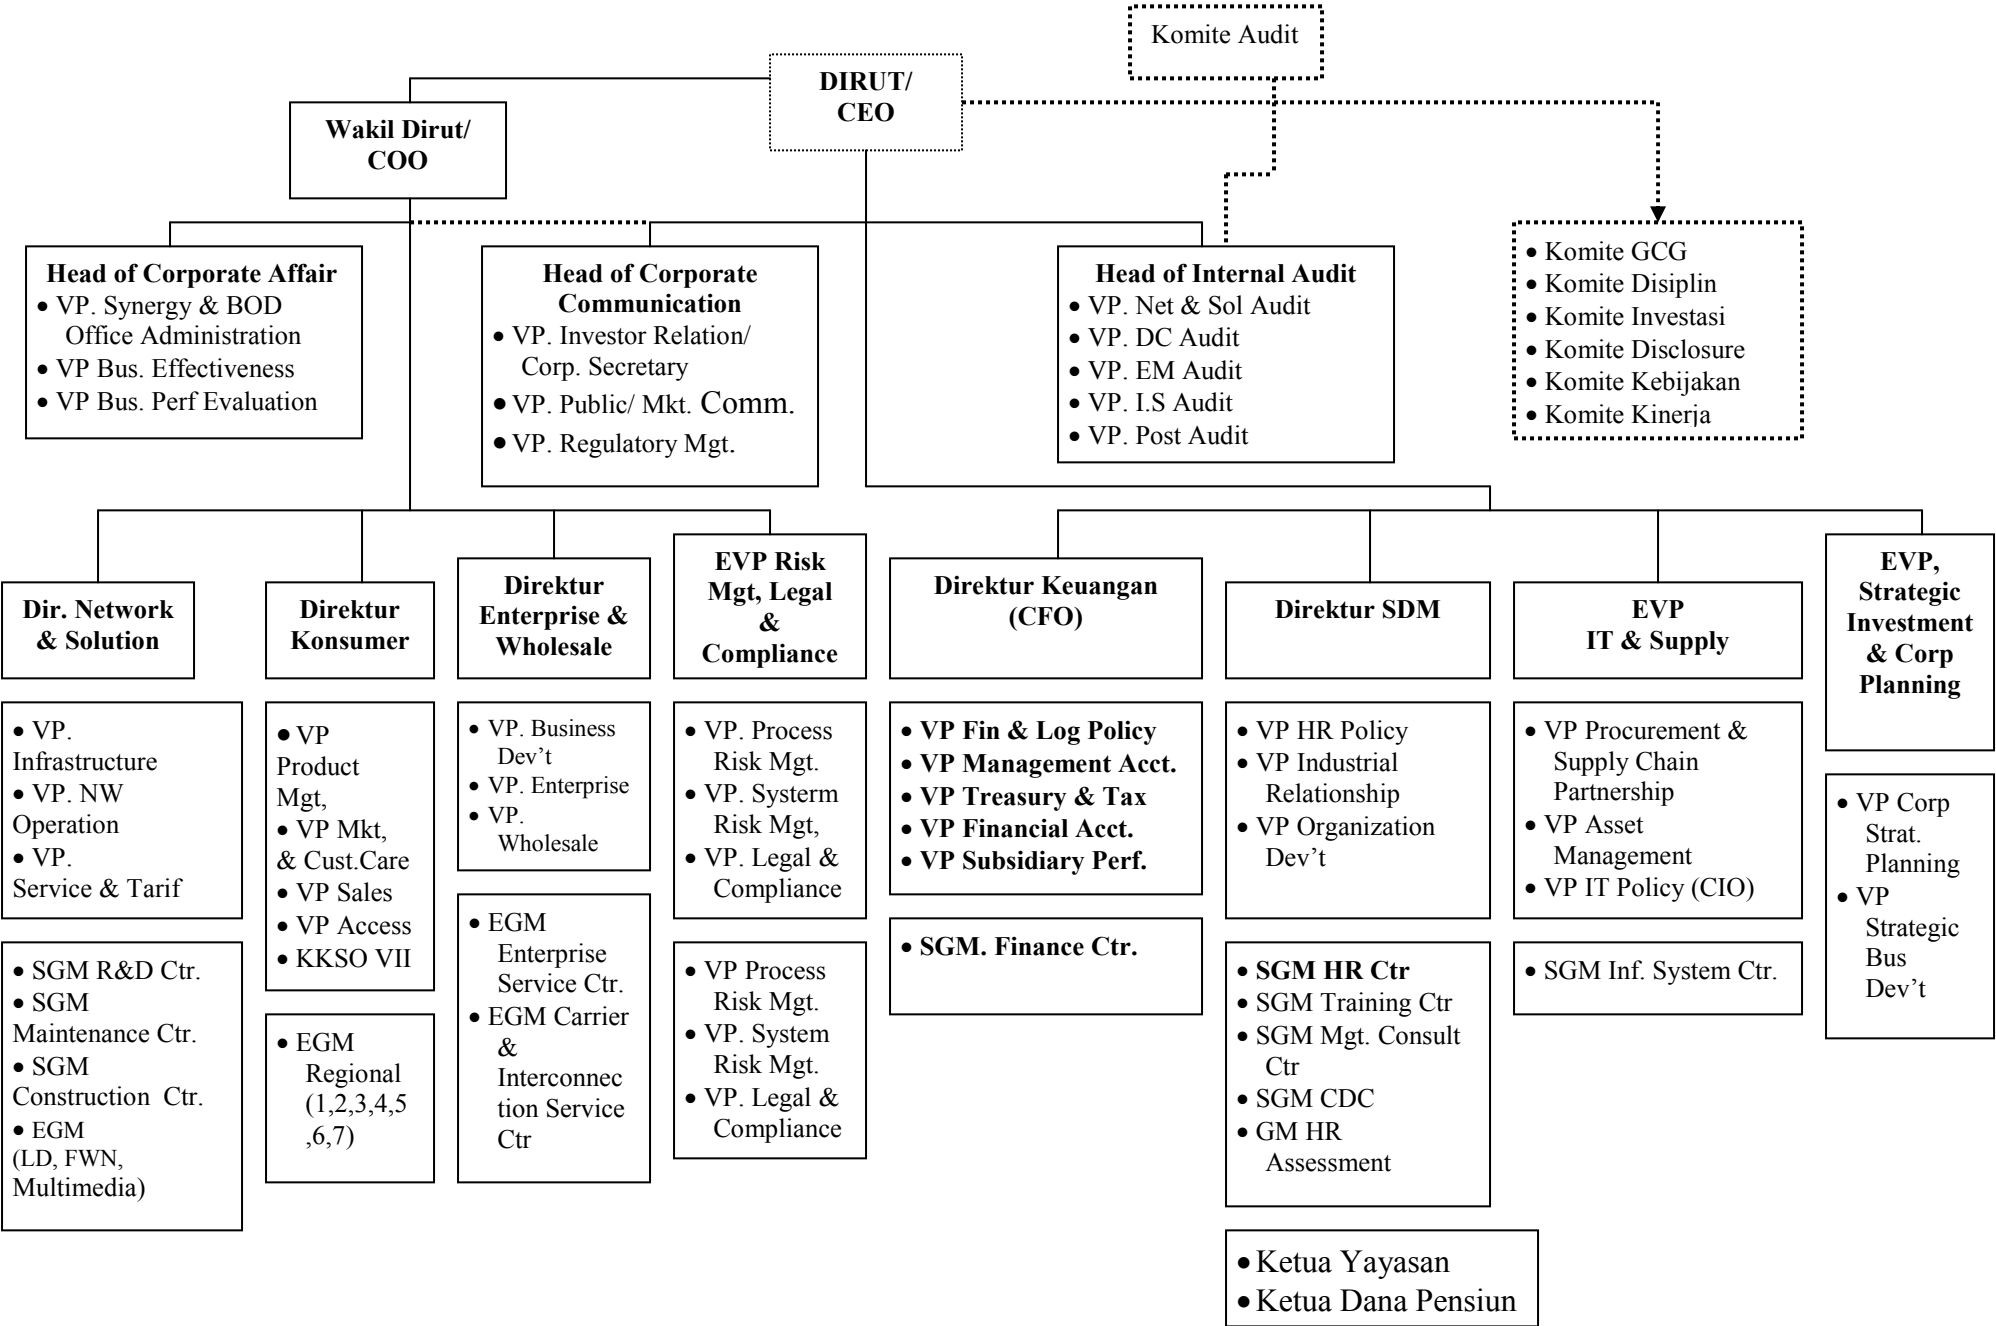 Komite Audit
DIRUT/
CEO
Wakil Dirut/
COO
Head of Corporate Affair
• VP. Synergy & BOD
Office Administration
• VP Bus. Effectiveness
• VP Bus. Perf Evaluation
Head of Corporate
Communication
• VP. Investor Relation/
Corp. Secretary
• VP. Public/ Mkt. Comm.
• VP. Regulatory Mgt.
Head of Internal Audit
• VP. Net & Sol Audit
• VP. DC Audit
• VP. EM Audit
• VP. I.S Audit
• VP. Post Audit
• Komite GCG
• Komite Disiplin
• Komite Investasi
• Komite Disclosure
• Komite Kebijakan
• Komite Kinerja
Dir. Network
& Solution
Direktur
Konsumer
Direktur
Enterprise &
Wholesale
EVP Risk
Mgt, Legal
&
Compliance
Direktur Keuangan
(CFO)
Direktur SDM
EVP
IT & Supply
EVP,
Strategic
Investment
& Corp
Planning
• VP.
Infrastructure
• VP. NW
Operation
• VP.
Service & Tarif
• VP
Product
Mgt,
• VP Mkt,
& Cust.Care
• VP Sales
• VP Access
• KKSO VII
• VP. Business
Dev't
• VP. Enterprise
• VP.
Wholesale
• VP. Process
Risk Mgt.
• VP. Systerm
Risk Mgt,
• VP. Legal &
Compliance
• VP Fin & Log Policy
• VP Management Acct.
• VP Treasury & Tax
• VP Financial Acct.
• VP Subsidiary Perf.
• VP HR Policy
• VP Industrial
Relationship
• VP Organization
Dev't
• VP Procurement &
Supply Chain
Partnership
• VP Asset
Management
• VP IT Policy (CIO)
• VP Corp
Strat.
Planning
• VP
Strategic
Bus
Dev't
• SGM R&D Ctr.
• SGM
Maintenance Ctr.
• SGM
Construction Ctr.
• EGM
(LD, FWN,
Multimedia)
• EGM
Regional
(1,2,3,4,5
,6,7)
• EGM
Enterprise
Service Ctr.
• EGM Carrier
&
Interconnec
tion Service
Ctr
• VP Process
Risk Mgt.
• VP. System
Risk Mgt.
• VP. Legal &
Compliance
• SGM. Finance Ctr.
• SGM HR Ctr
• SGM Training Ctr
• SGM Mgt. Consult
Ctr
• SGM CDC
• GM HR
Assessment
• SGM Inf. System Ctr.
• Ketua Yayasan
• Ketua Dana Pensiun